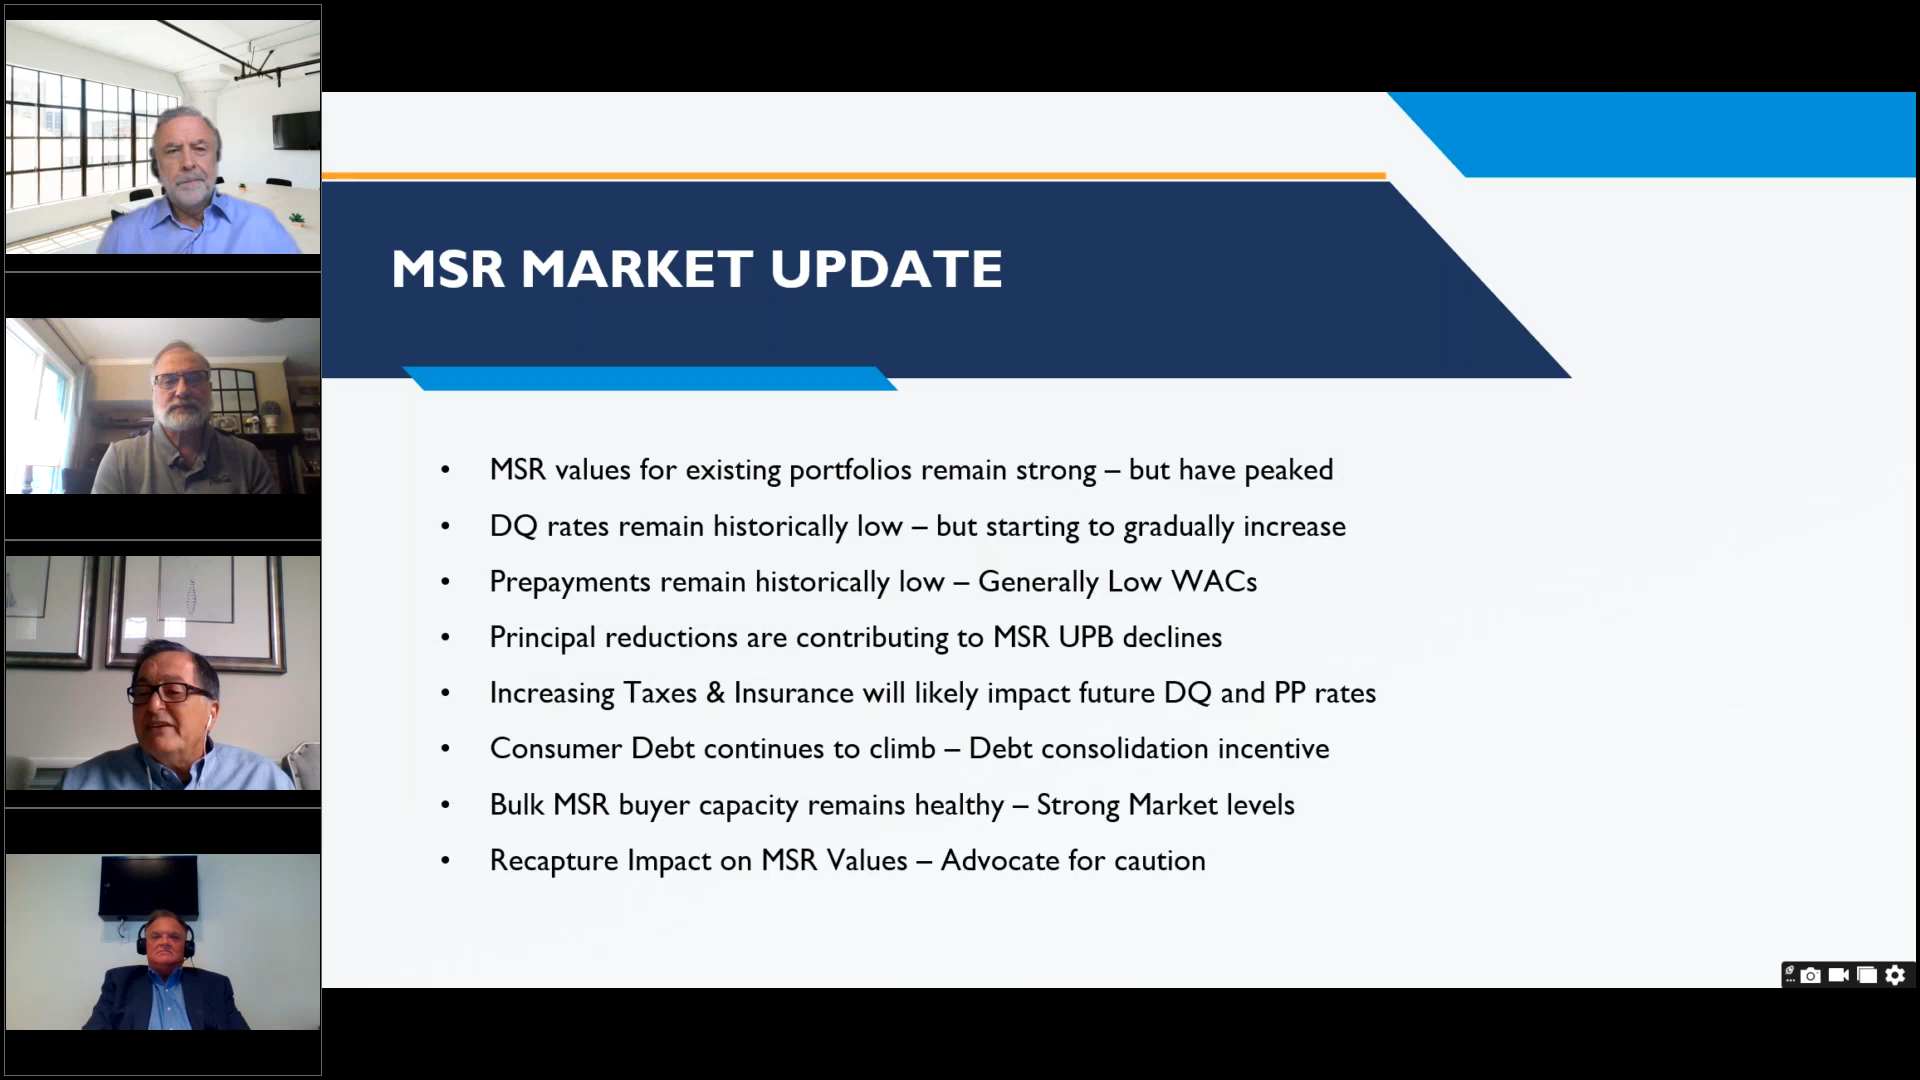 MSR MARKET UPDATE
• MSR values for existing portfolios remain strong – but have peaked
• DQ rates remain historically low – but starting to gradually increase
• Prepayments remain historically low – Generally Low WACs
• Principal reductions are contributing to MSR UPB declines
• Increasing Taxes & Insurance will likely impact future DQ and PP rates
• Consumer Debt continues to climb – Debt consolidation incentive
• Bulk MSR buyer capacity remains healthy – Strong Market levels
• Recapture Impact on MSR Values – Advocate for caution